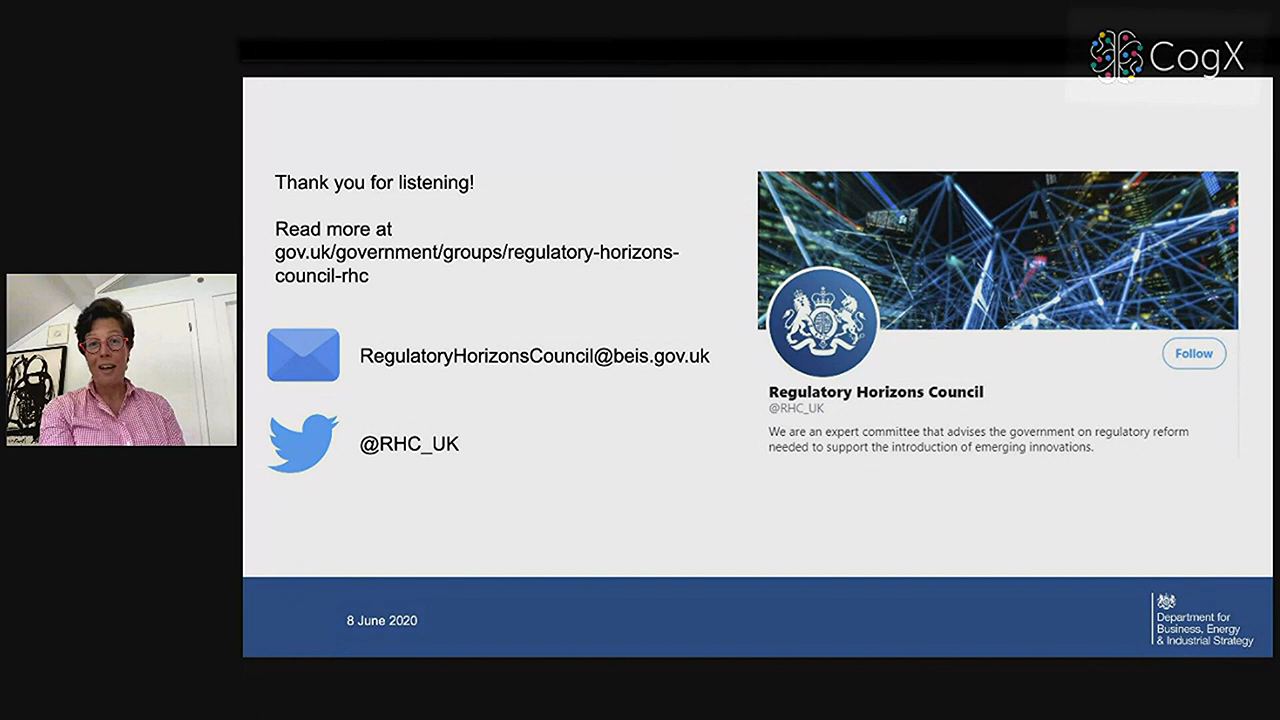 CogX
Thank you for listening!
Read more at
gov.uk/government/groups/regulatory-horizons-
council-rhc
RegulatoryHorizonsCouncil@beis.gov.uk
@RHC_UK
Follow
Regulatory Horizons Council
@RHC_UK
We are an expert committee that advises the government on regulatory reform
needed to support the introduction of emerging innovations.
8 June 2020
Department for
Business, Energy
& Industrial Strategy